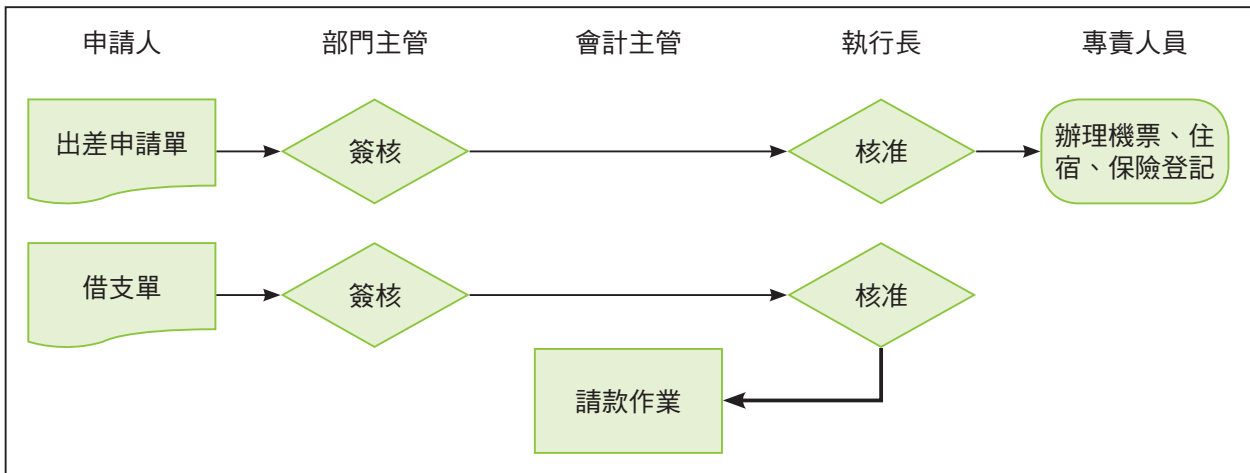 申請人 部門主管 會計主管 執行長 專責人員
出差申請單 簽核 核准 辦理機票、住
宿、保險登記
借支單 簽核 核准
請款作業